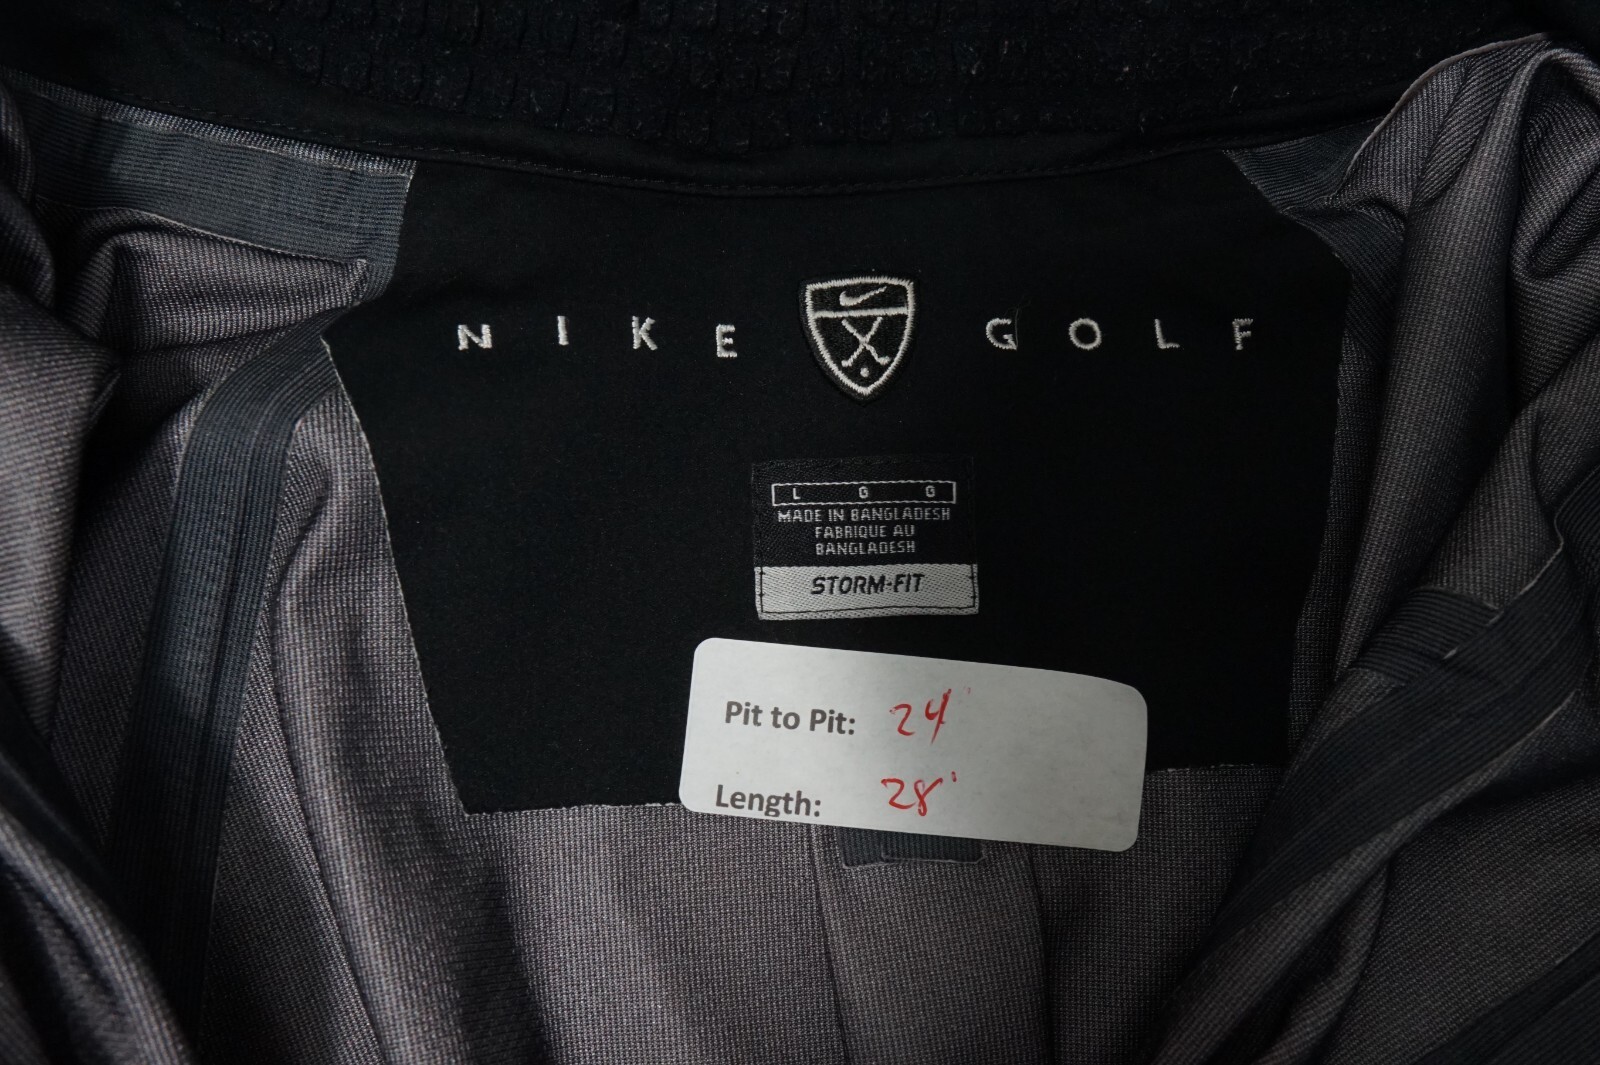 NIKE GOLF
L G G
MADE IN BANGLADESH
FABRIQUE AU
BANGLADESH
STORM-FIT
Pit to Pit: 24'
Length: 28'